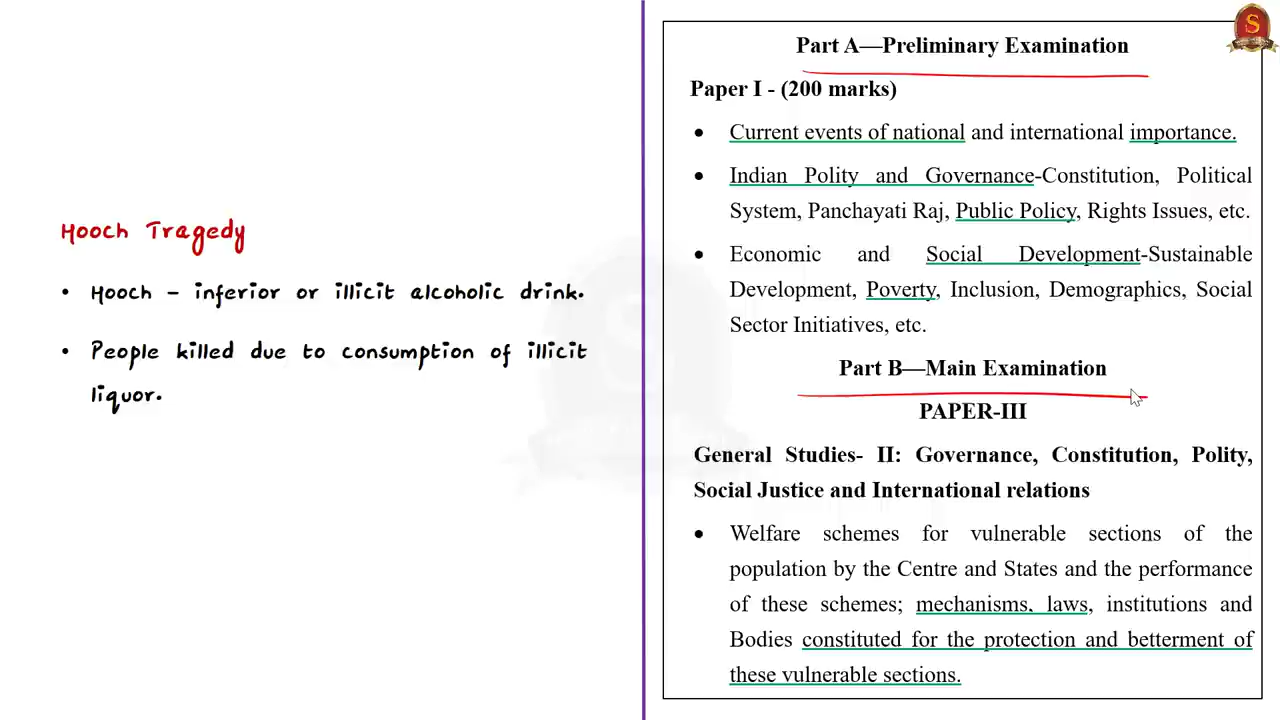 Hooch Tragedy
• Hooch – inferior or illicit alcoholic drink.
• People killed due to consumption of illicit
liquor.
Part A—Preliminary Examination
Paper I - (200 marks)
• Current events of national and international importance.
• Indian Polity and Governance-Constitution, Political
System, Panchayati Raj, Public Policy, Rights Issues, etc.
• Economic and Social Development-Sustainable
Development, Poverty, Inclusion, Demographics, Social
Sector Initiatives, etc.
Part B—Main Examination
PAPER-III
General Studies- II: Governance, Constitution, Polity,
Social Justice and International relations
• Welfare schemes for vulnerable sections of the
population by the Centre and States and the performance
of these schemes; mechanisms, laws, institutions and
Bodies constituted for the protection and betterment of
these vulnerable sections.
S